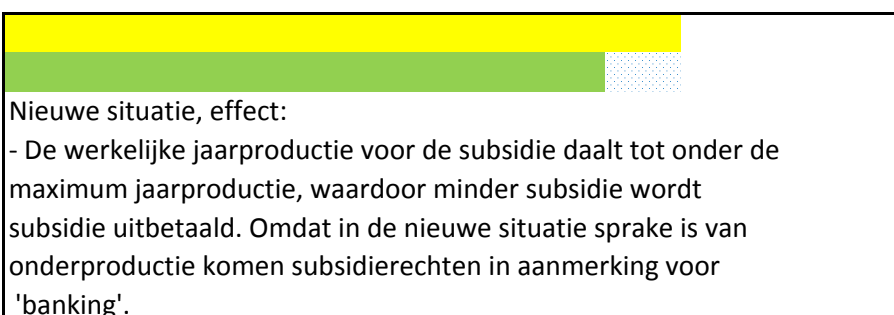 Nieuwe situatie, effect:
- De werkelijke jaarproductie voor de subsidie daalt tot onder de
maximum jaarproductie, waardoor minder subsidie wordt
subsidie uitbetaald. Omdat in de nieuwe situatie sprake is van
onderproductie komen subsidierechten in aanmerking voor
'banking'.